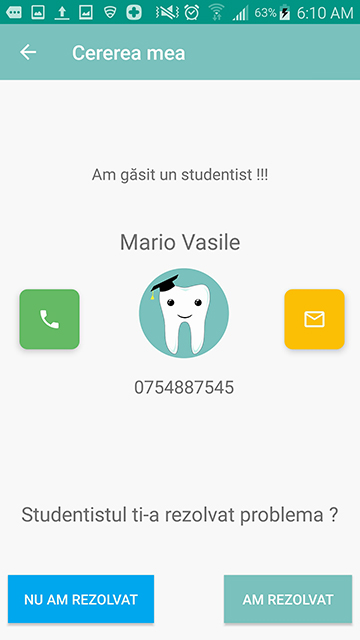 63% 6:10 AM
Cererea mea
Am găsit un studentist !!!
Mario Vasile
0754887545
Studentistul ti-a rezolvat problema ?
NU AM REZOLVAT
AM REZOLVAT